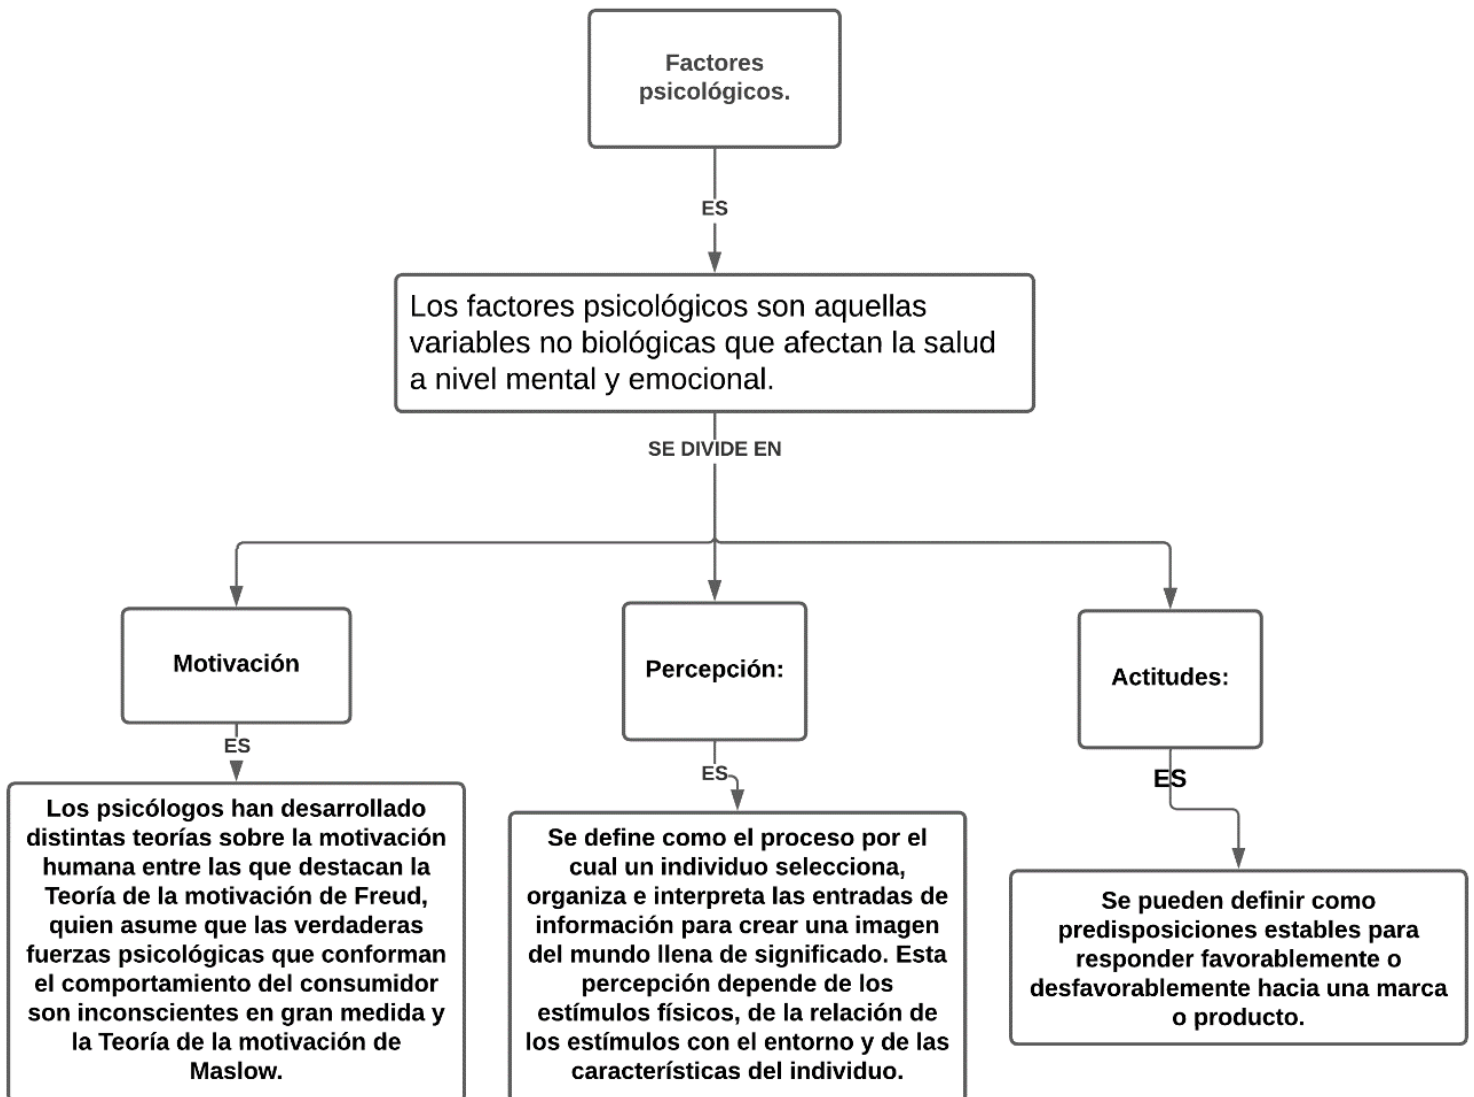 Factores
psicológicos.
ES
Los factores psicológicos son aquellas
variables no biológicas que afectan la salud
a nivel mental y emocional.
SE DIVIDE EN
Motivación
ES
Los psicólogos han desarrollado
distintas teorías sobre la motivación
humana entre las que destacan la
Teoría de la motivación de Freud,
quien asume que las verdaderas
fuerzas psicológicas que conforman
el comportamiento del consumidor
son inconscientes en gran medida y
la Teoría de la motivación de
Maslow.
Percepción:
ES
Se define como el proceso por el
cual un individuo selecciona,
organiza e interpreta las entradas de
información para crear una imagen
del mundo llena de significado. Esta
percepción depende de los
estímulos físicos, de la relación de
los estímulos con el entorno y de las
características del individuo.
Actitudes:
ES
Se pueden definir como
predisposiciones estables para
responder favorablemente o
desfavorablemente hacia una marca
o producto.